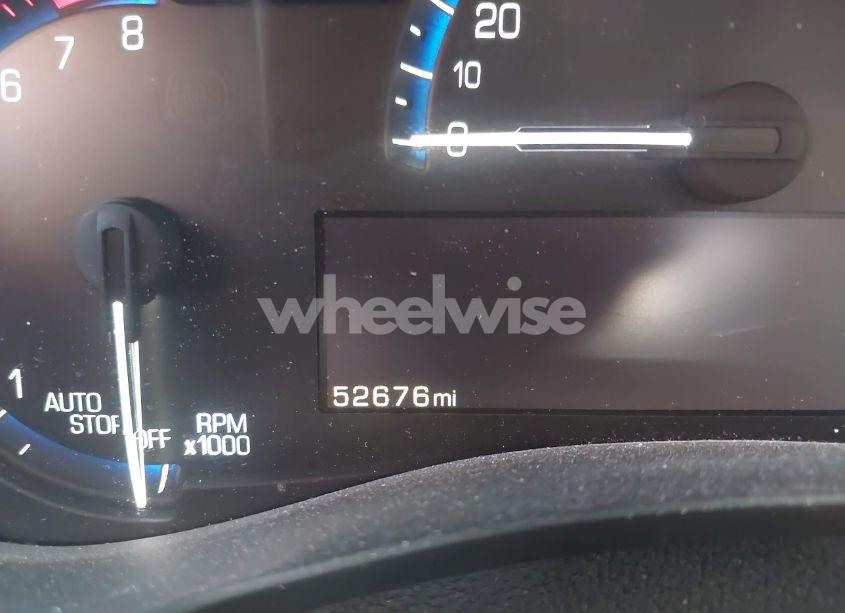 6 7 8
20
10
0
wheelwise
1
52676mi
AUTO
STOP
OFF
RPM
x1000